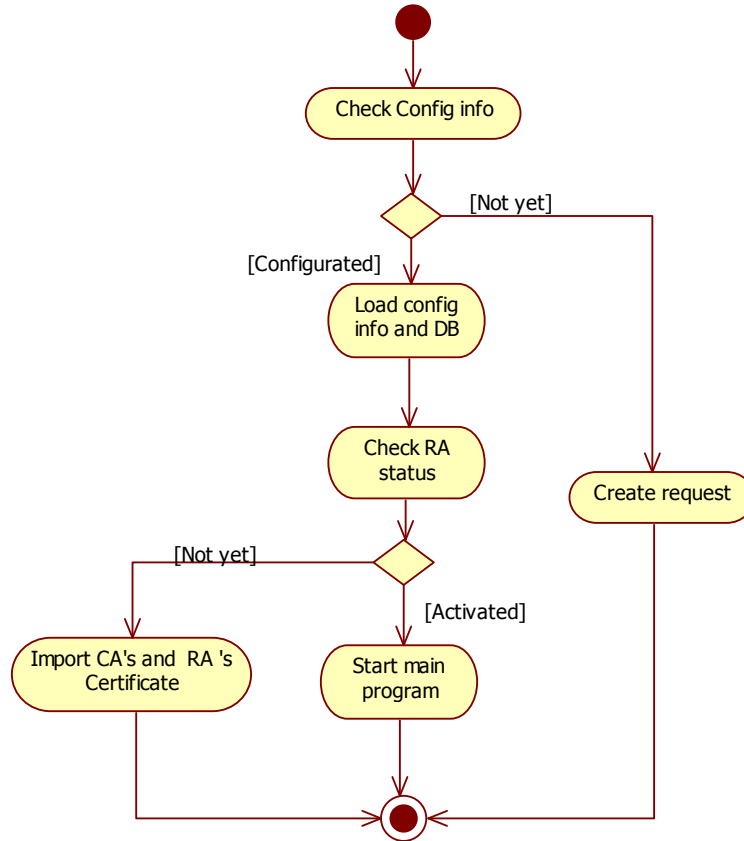 Check Config info
[Not yet]
[Configurated]
Load config
info and DB
Check RA
status
Create request
[Not yet]
[Activated]
Import CA's and  RA 's
Certificate
Start main
program